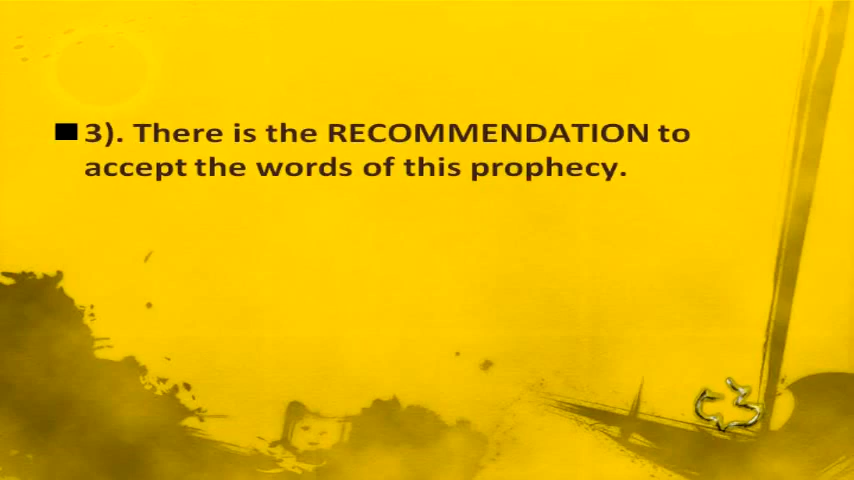 3). There is the RECOMMENDATION to
accept the words of this prophecy.